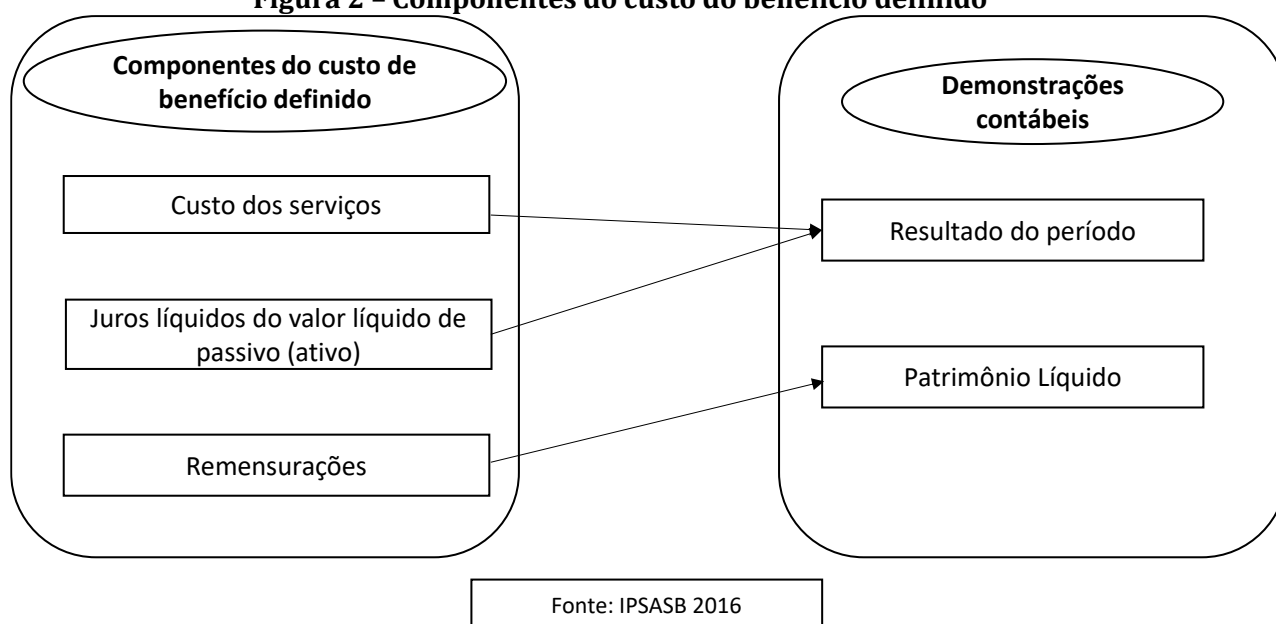 Figura 2 – Componentes do custo do benefício definido
Componentes do custo de
benefício definido
Custo dos serviços
Juros líquidos do valor líquido de
passivo (ativo)
Remensurações
Demonstrações
contábeis
Resultado do período
Patrimônio Líquido
Fonte: IPSASB 2016